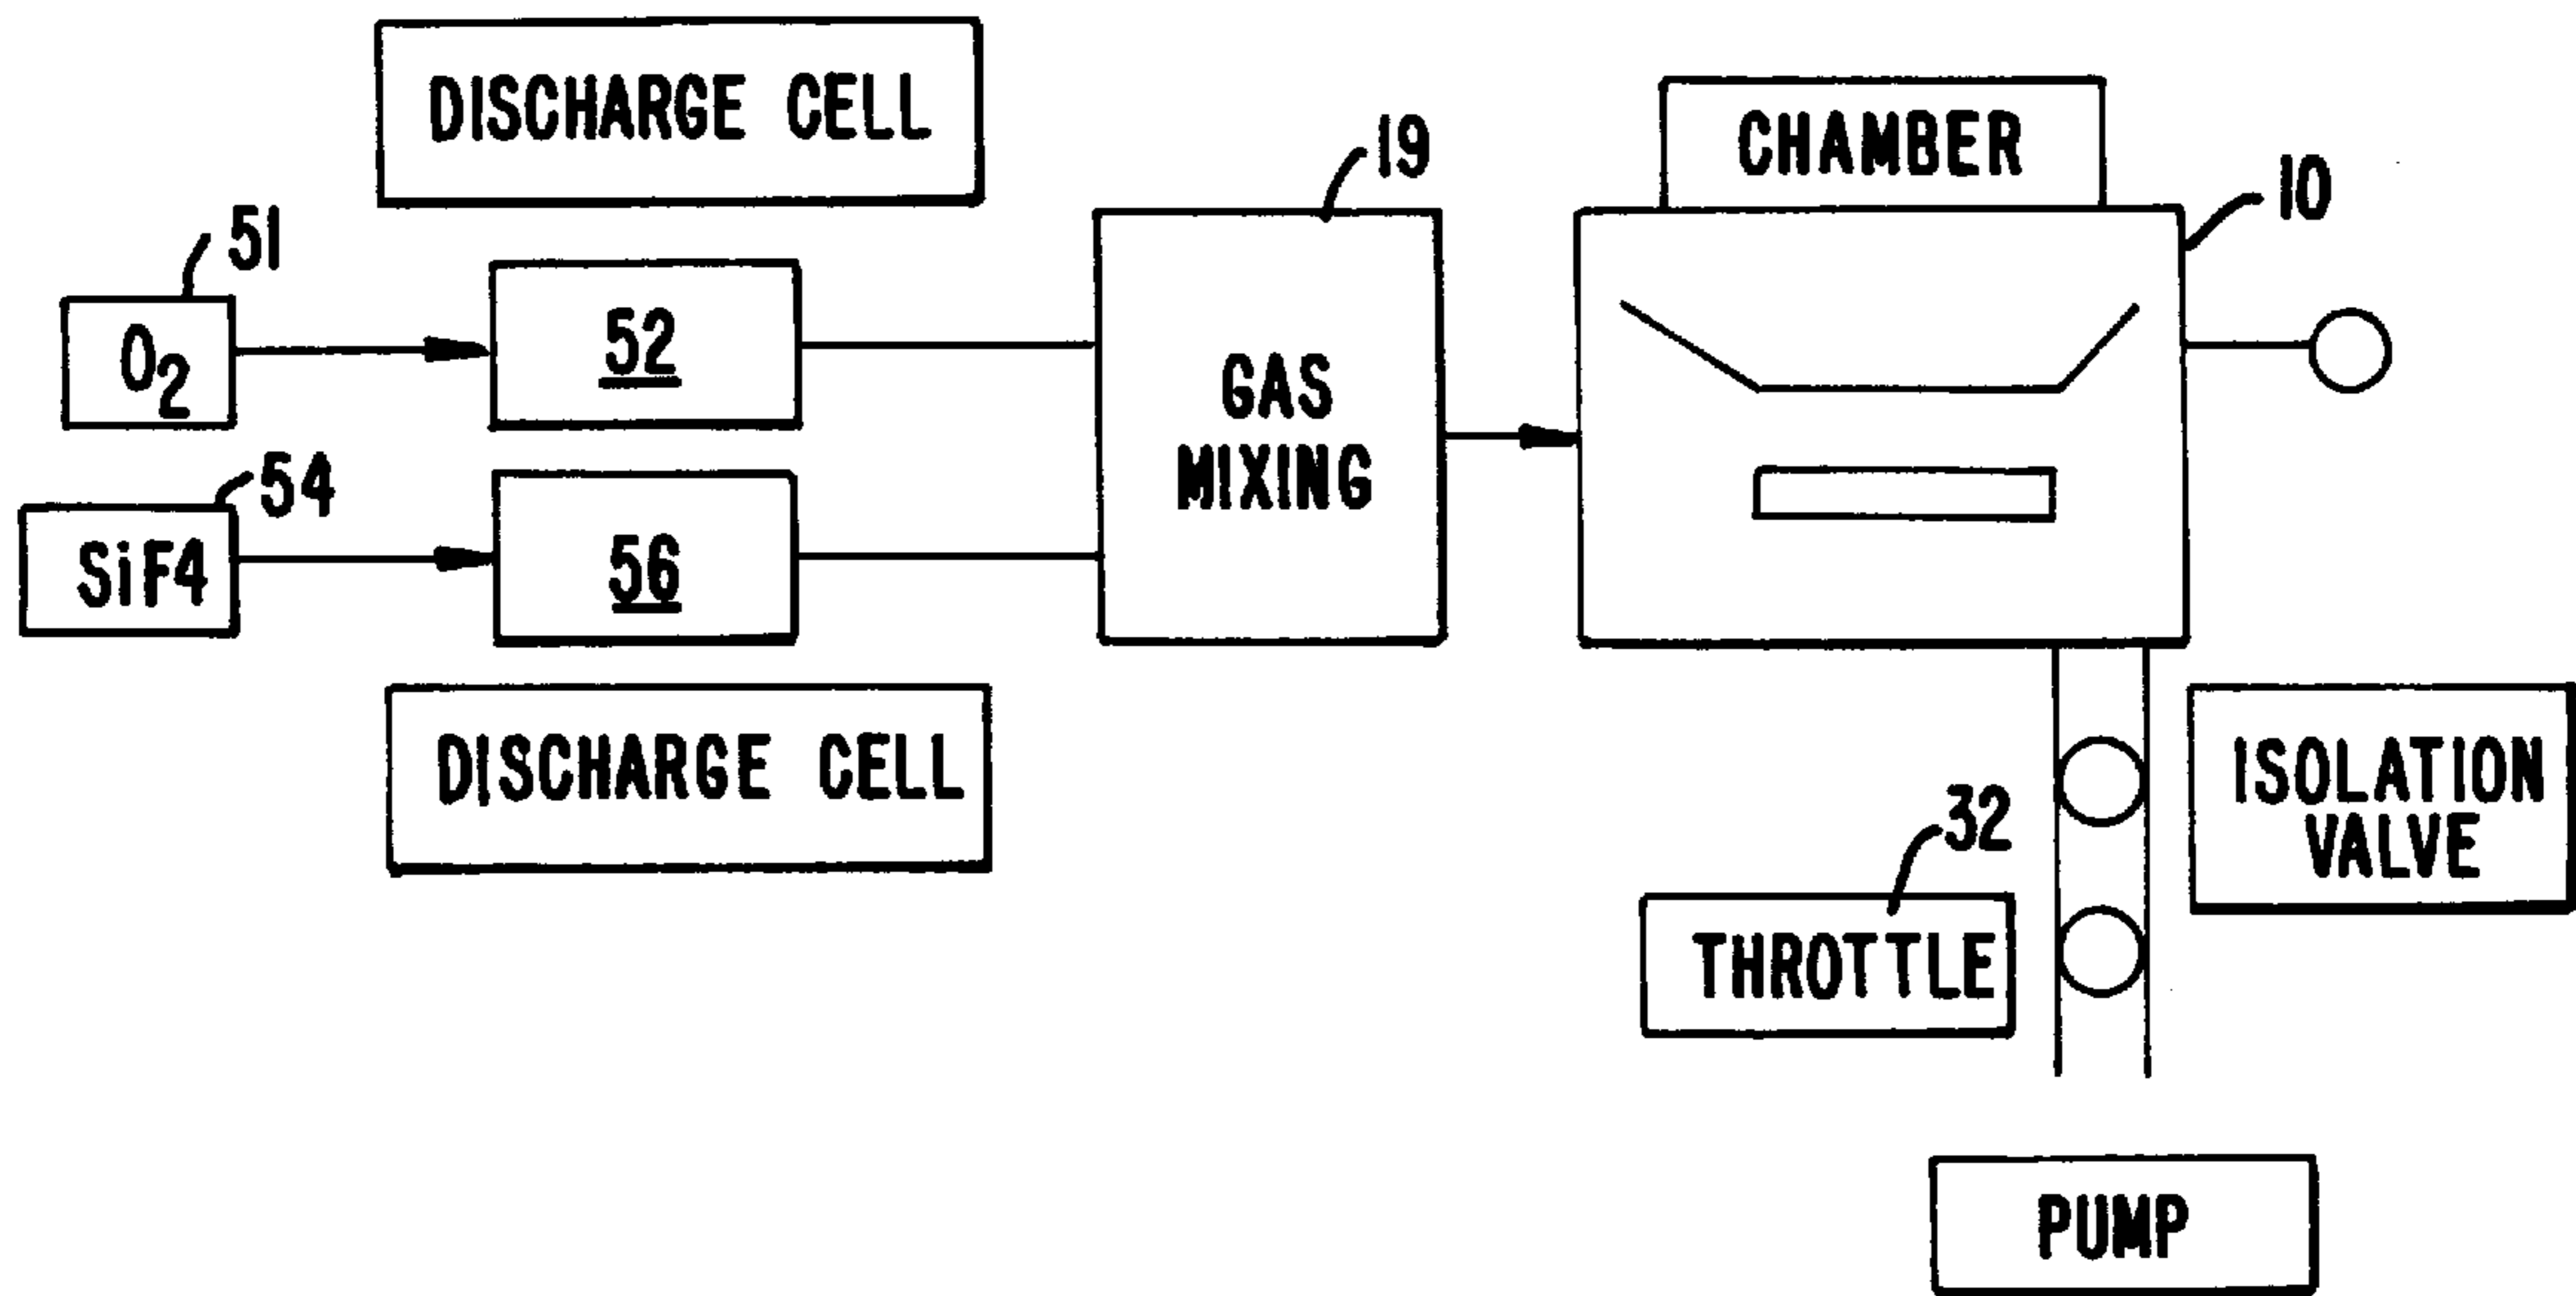 DISCHARGE CELL
CHAMBER
19
10
51
O2
52
GAS
MIXING
54
SiF4
56
DISCHARGE CELL
ISOLATION
VALVE
32
THROTTLE
PUMP